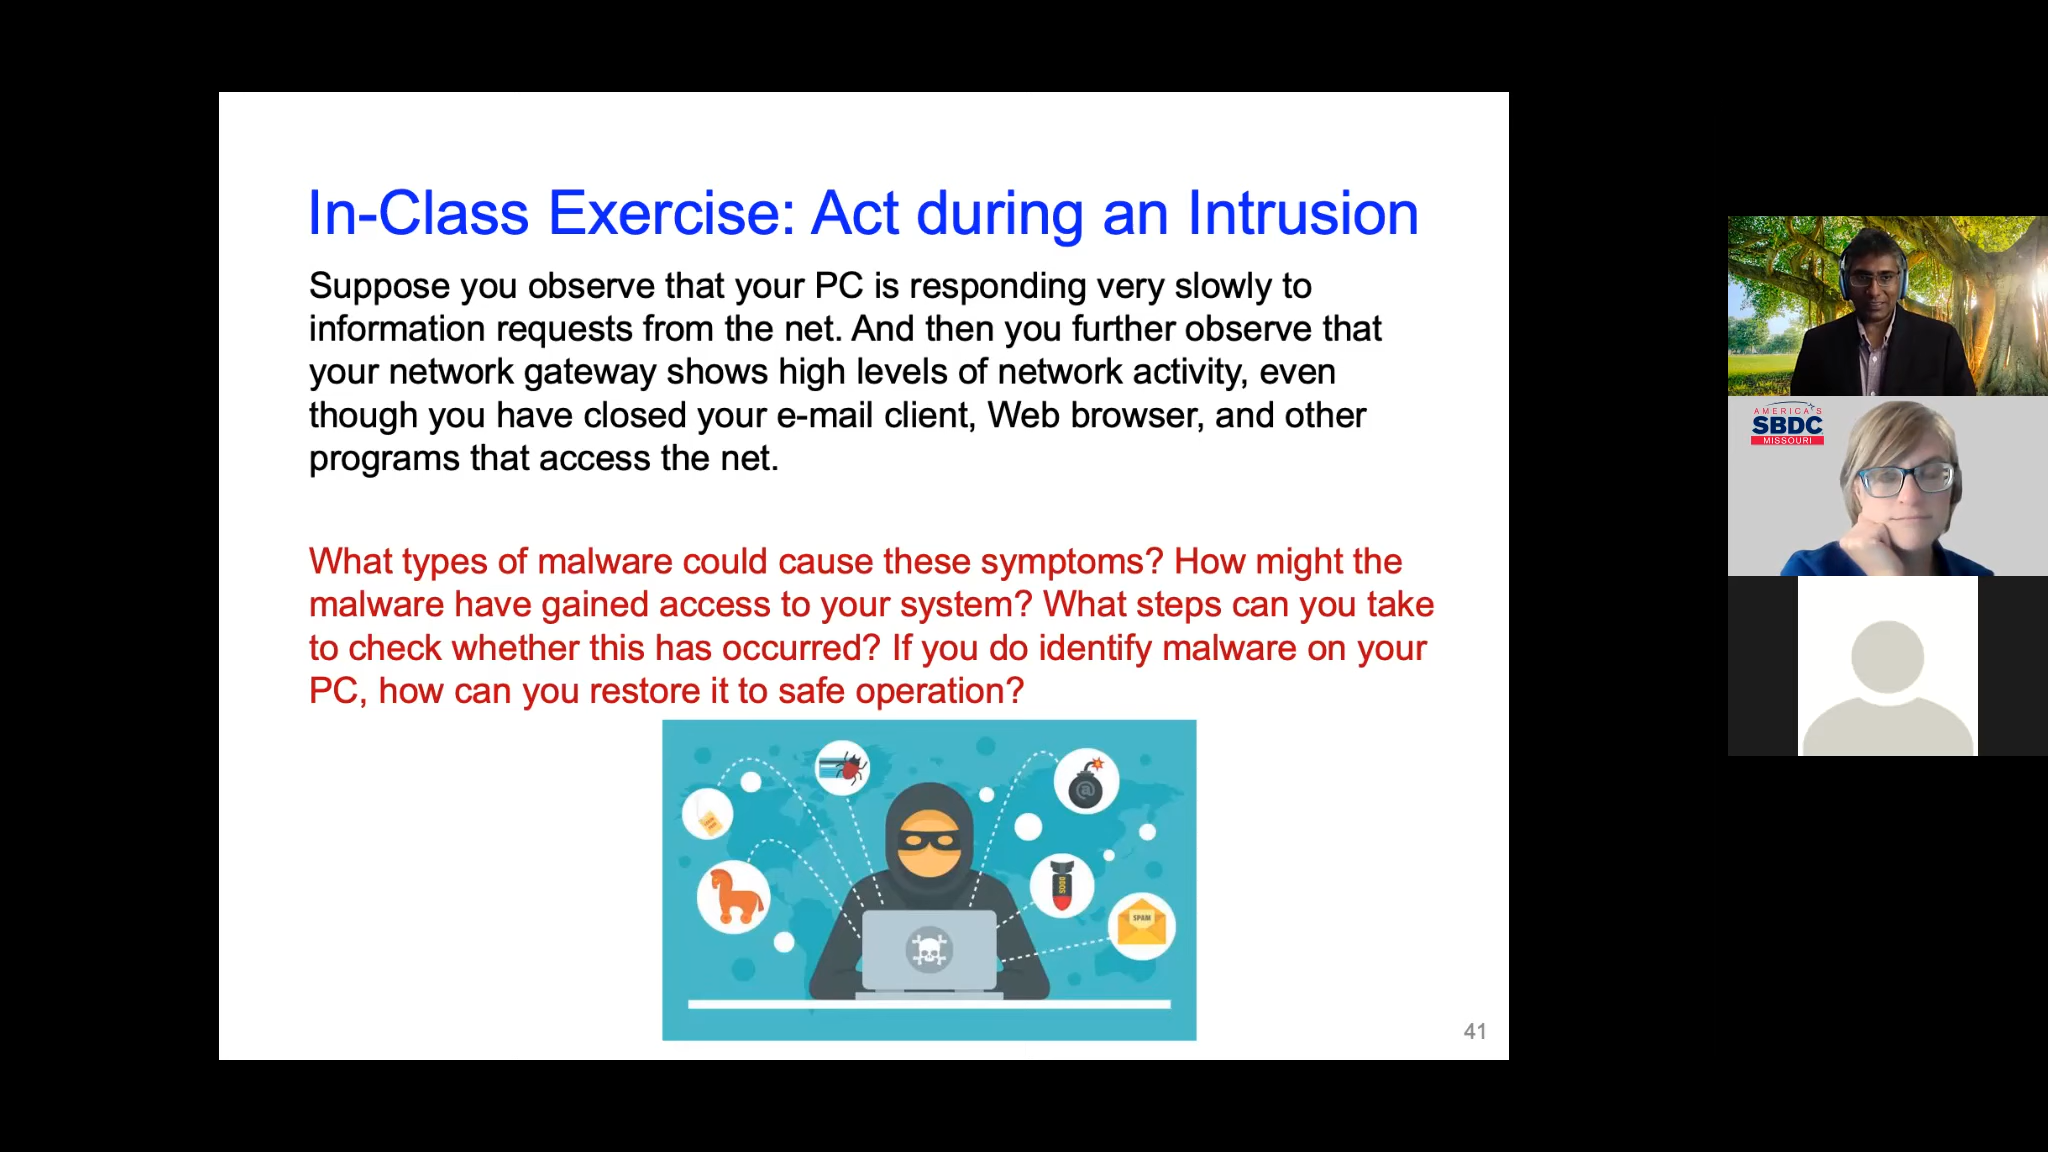 In-Class Exercise: Act during an Intrusion
Suppose you observe that your PC is responding very slowly to
information requests from the net. And then you further observe that
your network gateway shows high levels of network activity, even
though you have closed your e-mail client, Web browser, and other
programs that access the net.
What types of malware could cause these symptoms? How might the
malware have gained access to your system? What steps can you take
to check whether this has occurred? If you do identify malware on your
PC, how can you restore it to safe operation?
@
SPAM
41
AMERICA'S
SBDC
MISSOURI